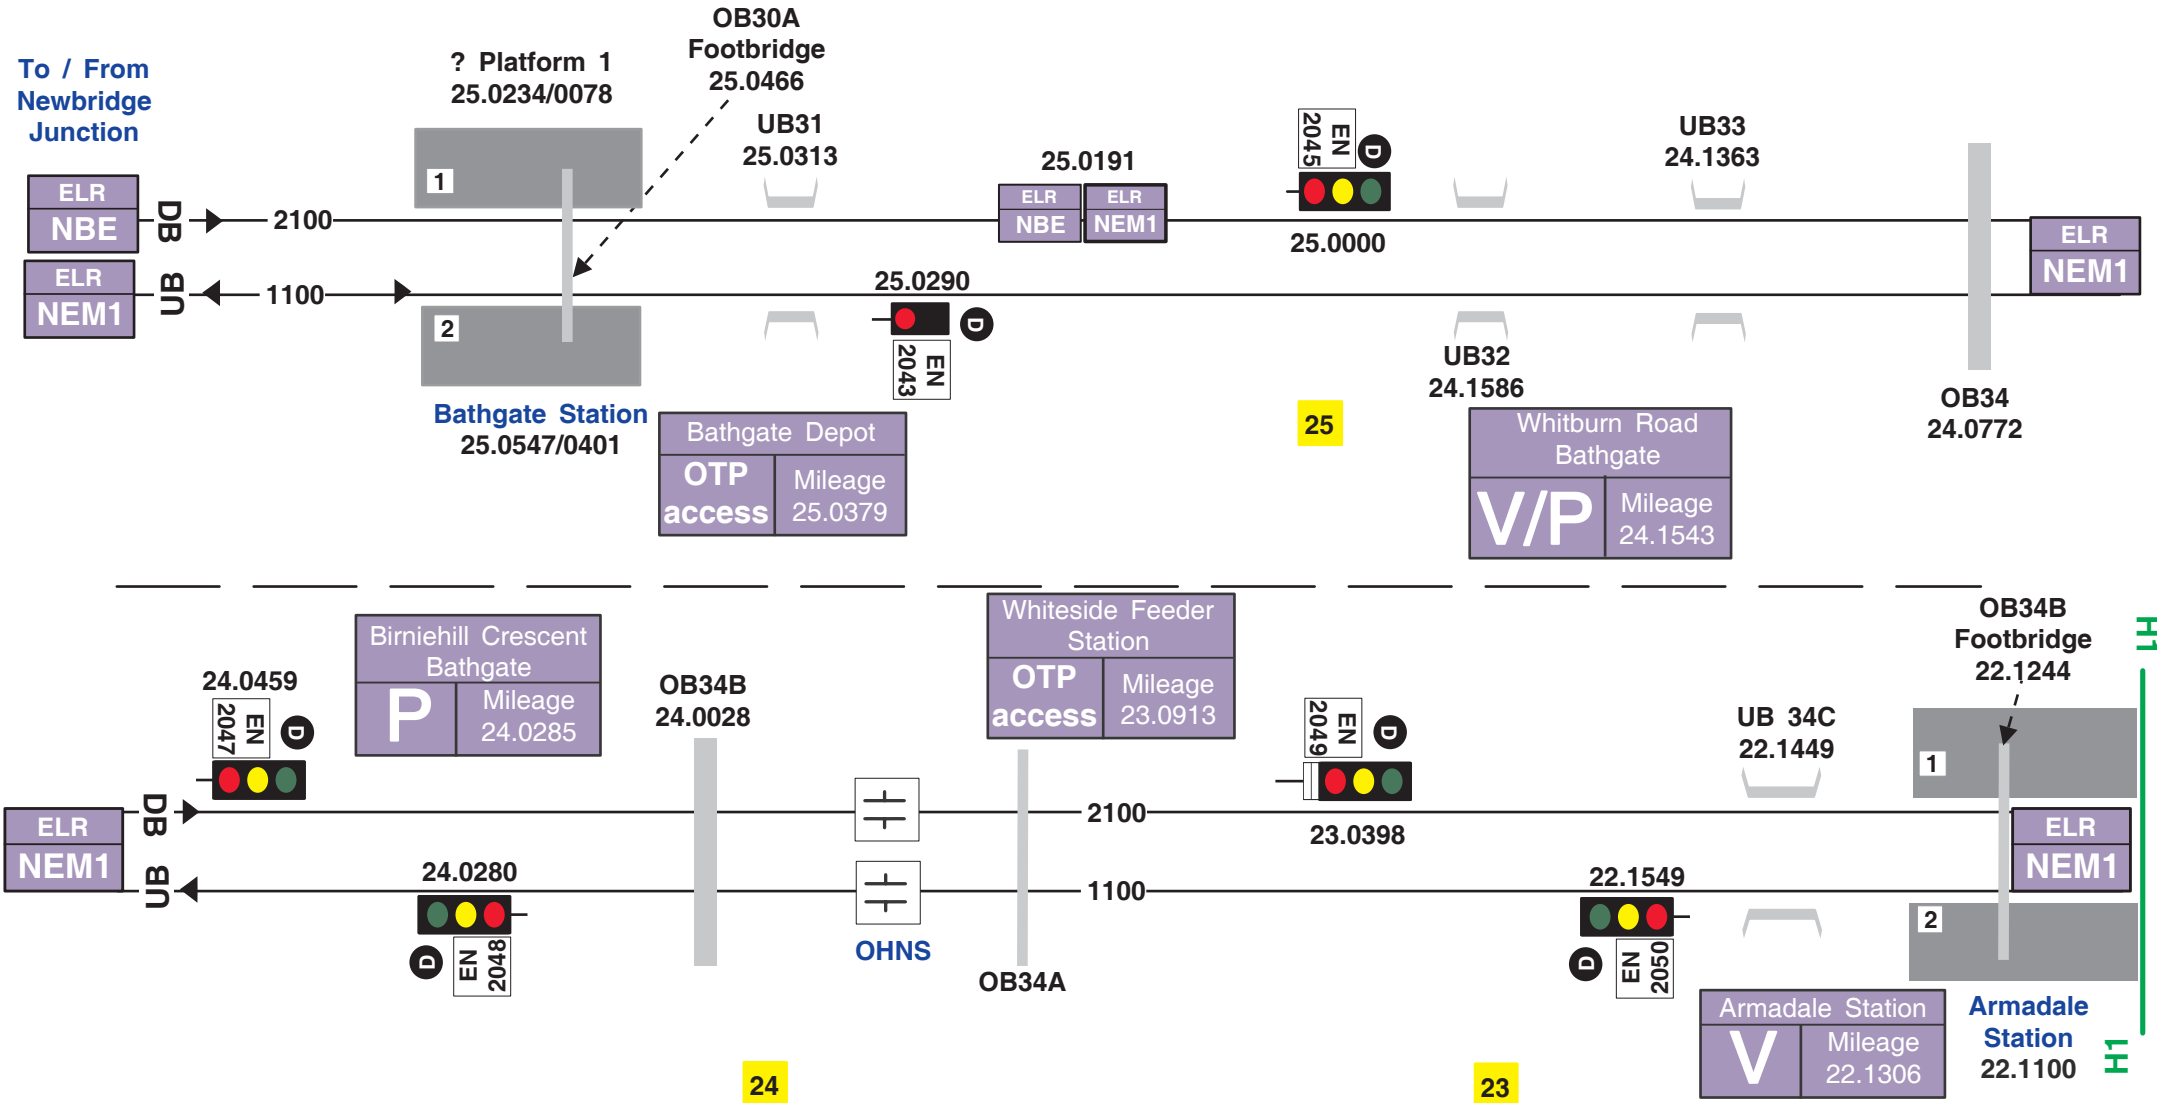 To / From
Newbridge
Junction
? Platform 1
25.0234/0078
OB30A
Footbridge
25.0466
UB31
25.0313
25.0191
EN
2045
D
UB33
24.1363
1
ELR
NBE
DB
2100
ELR
NBE
ELR
NEM1
25.0000
ELR
NEM1
ELR
NEM1
UB
1100
25.0290
2
D
EN
2043
UB32
24.1586
OB34
24.0772
Bathgate Station
25.0547/0401
Bathgate Depot
OTP
access
Mileage
25.0379
25
Whitburn Road
Bathgate
V/P
Mileage
24.1543
24.0459
EN
2047
D
Birniehill Crescent
Bathgate
P
Mileage
24.0285
OB34B
24.0028
Whiteside Feeder
Station
OTP
access
Mileage
23.0913
EN
2049
D
UB 34C
22.1449
OB34B
Footbridge
22.1244
H1
1
ELR
NEM1
DB
2100
23.0398
ELR
NEM1
UB
24.0280
1100
22.1549
2
D
EN
2048
OHNS
OB34A
D
EN
2050
24
23
Armadale Station
V
Mileage
22.1306
Armadale
Station
22.1100
H1